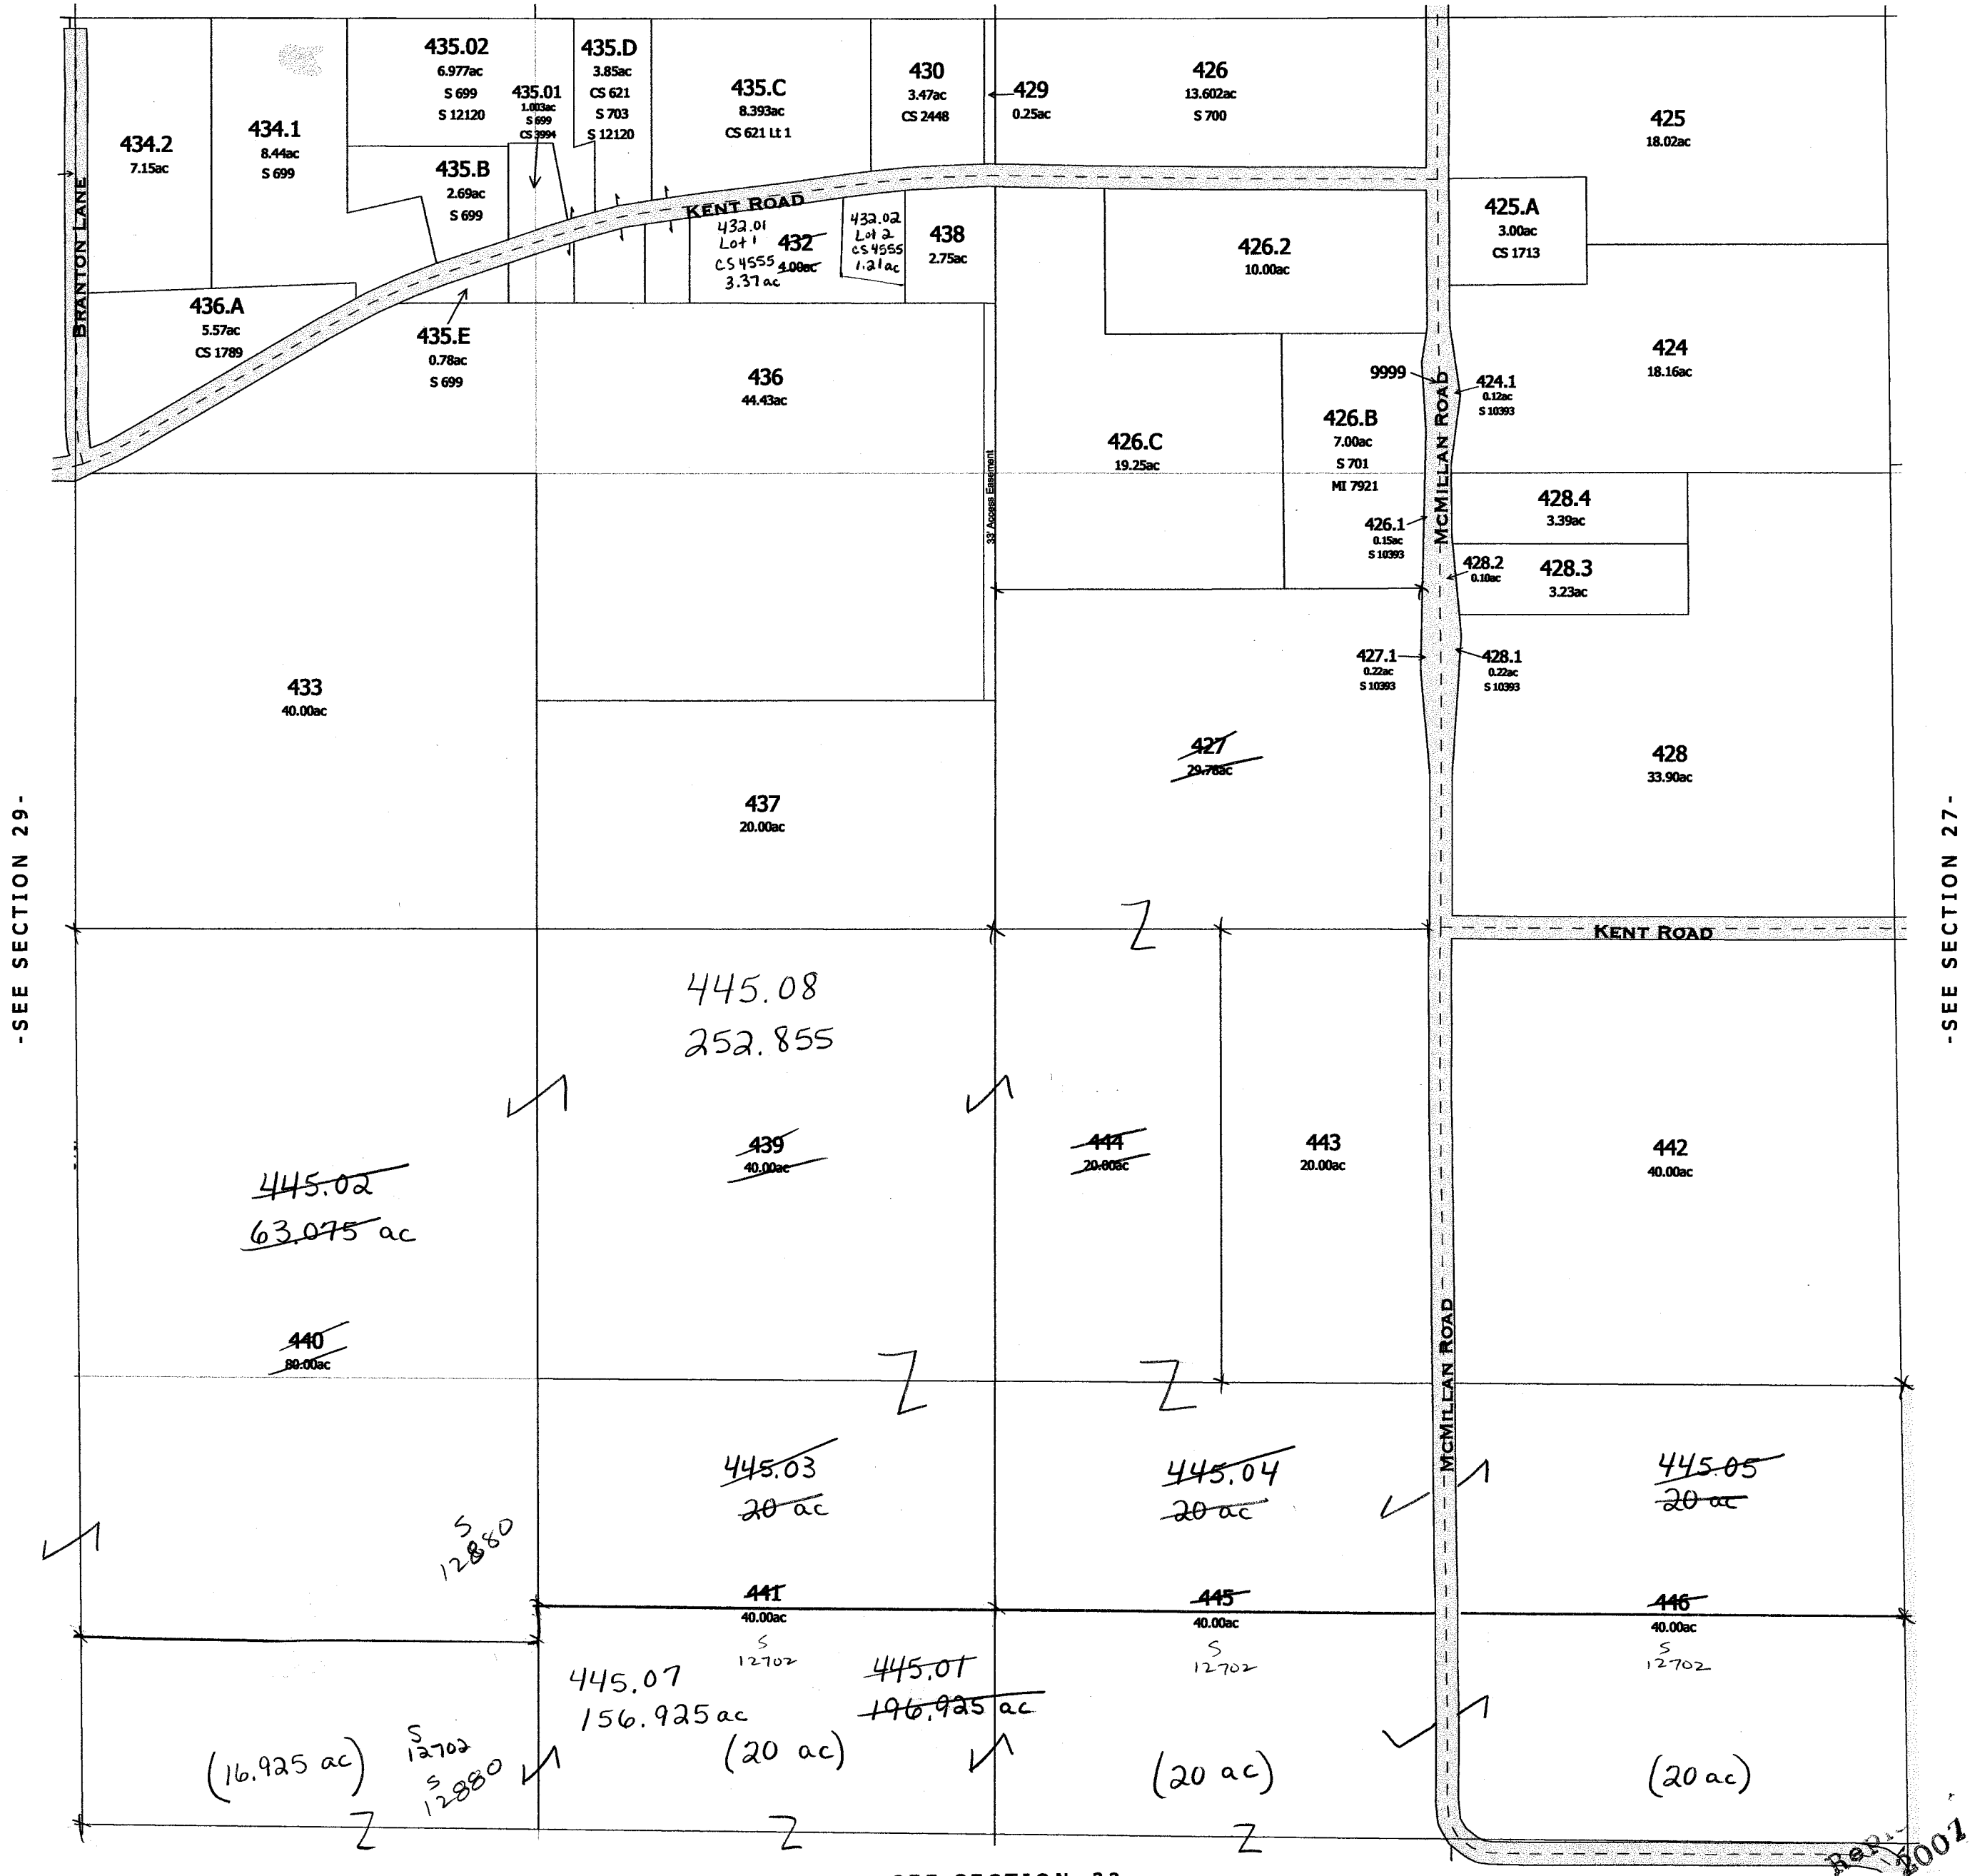 435.02
6.977ac
S 699
S 12120
435.01
1.003ac
S 699
CS 3994
435.D
3.85ac
CS 621
S 703
S 12120
435.C
8.393ac
CS 621 Lt 1
430
3.47ac
CS 2448
429
0.25ac
426
13.602ac
S 700
425
18.02ac
434.2
7.15ac
434.1
8.44ac
S 699
435.B
2.69ac
S 699
BRANTON LANE
KENT ROAD
432.01
Lot 1
CS 4555
3.37 ac
432
4.00ac
432.02
Lot 2
CS 4555
1.21ac
438
2.75ac
426.2
10.00ac
425.A
3.00ac
CS 1713
436.A
5.57ac
CS 1789
435.E
0.78ac
S 699
436
44.43ac
33' Access Easement
426.C
19.25ac
426.B
7.00ac
S 701
MI 7921
9999
MCMILLAN ROAD
424.1
0.12ac
S 10393
424
18.16ac
426.1
0.15ac
S 10393
428.4
3.39ac
428.2
0.10ac
428.3
3.23ac
427.1
0.22ac
S 10393
428.1
0.22ac
S 10393
433
40.00ac
427
29.78ac
428
33.90ac
437
20.00ac
-SEE SECTION 29-
-SEE SECTION 27-
KENT ROAD
445.08
252.855
439
40.00ac
444
20.00ac
443
20.00ac
442
40.00ac
445.02
63.075 ac
440
80.00ac
MCMILLAN ROAD
445.03
20 ac
445.04
20 ac
445.05
20 ac
S
12880
441
40.00ac
S
12702
445
40.00ac
S
12702
446
40.00ac
S
12702
445.07
156.925 ac
445.01
196.925 ac
(16.925 ac)
S
12702
S
12880
(20 ac)
(20 ac)
(20 ac)